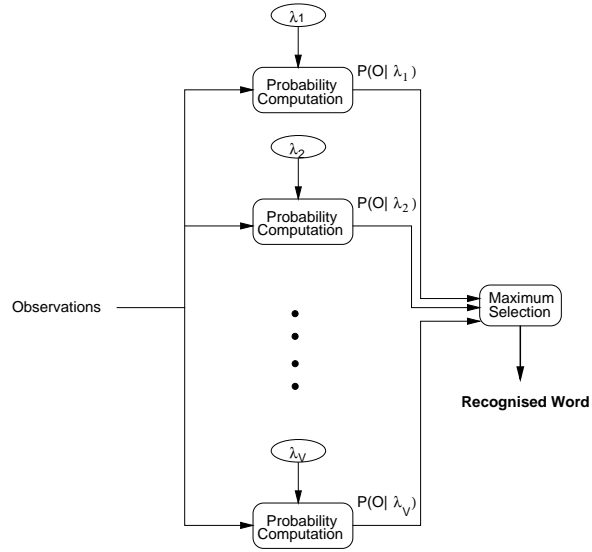 λ1
Probability
Computation
P(O| λ1 )
λ2
Probability
Computation
P(O| λ2 )
Observations
Maximum
Selection
Recognised Word
λV
Probability
Computation
P(O| λV)